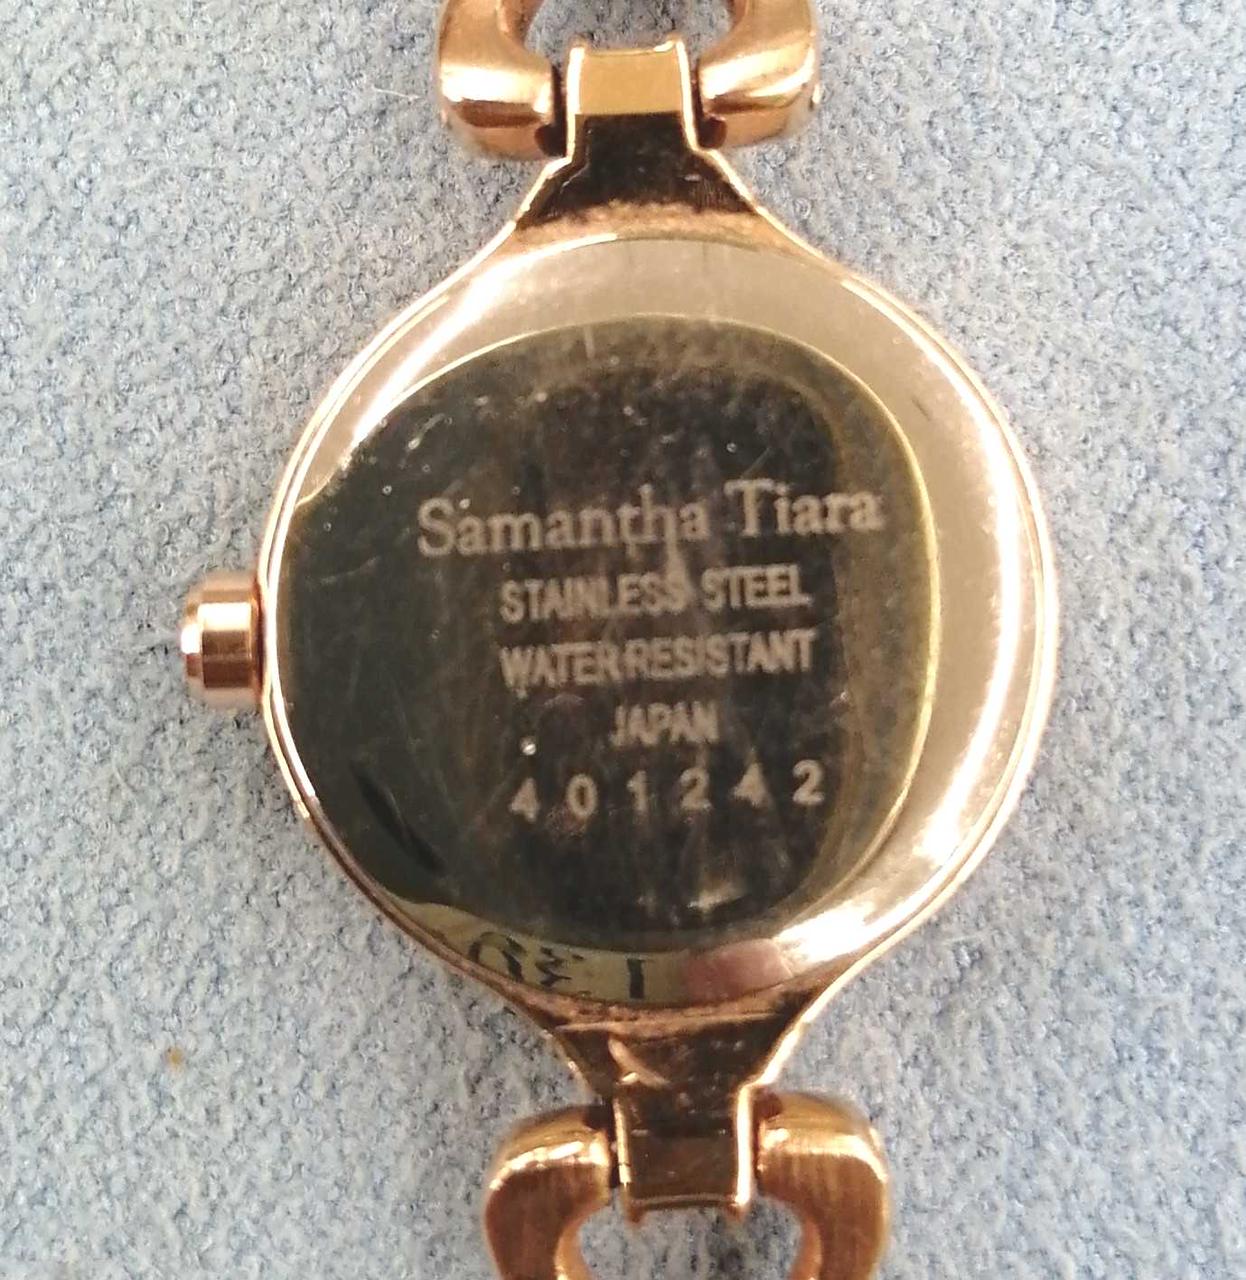 Samantha Tiara
STAINLESS STEEL
WATER RESISTANT
JAPAN
401242